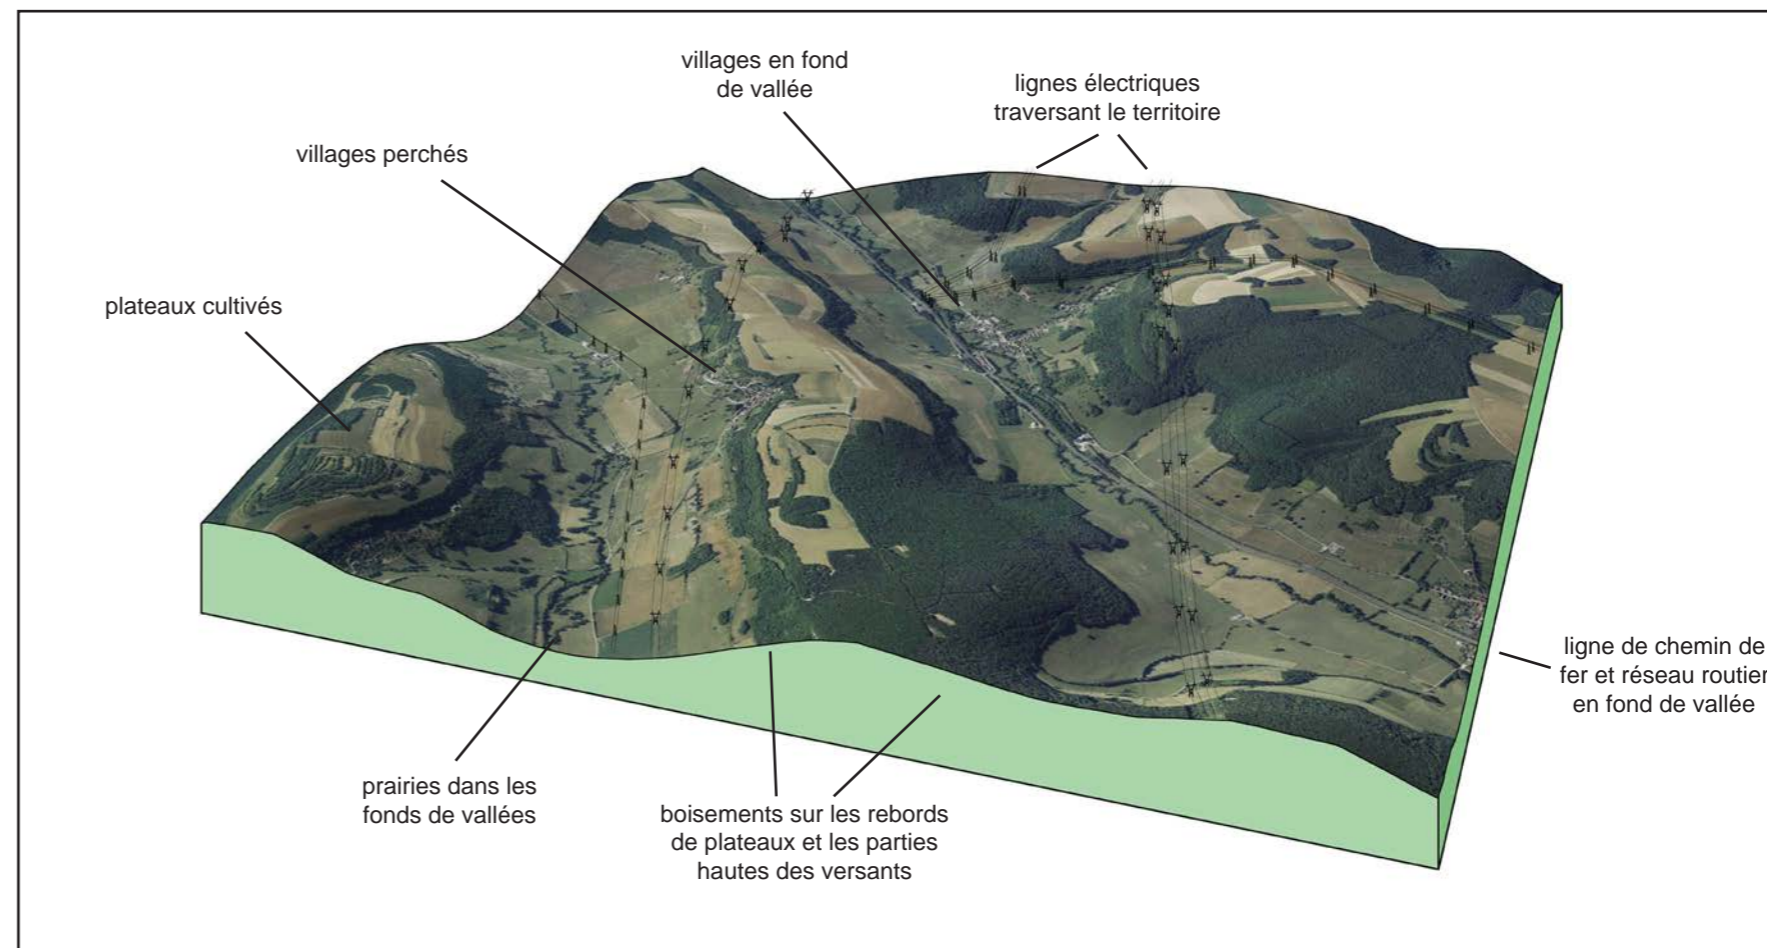 villages en fond
de vallée
lignes électriques
traversant le territoire
villages perchés
plateaux cultivés
ligne de chemin de
fer et réseau routier
en fond de vallée
prairies dans les
fonds de vallées
boisements sur les rebords
de plateaux et les parties
hautes des versants